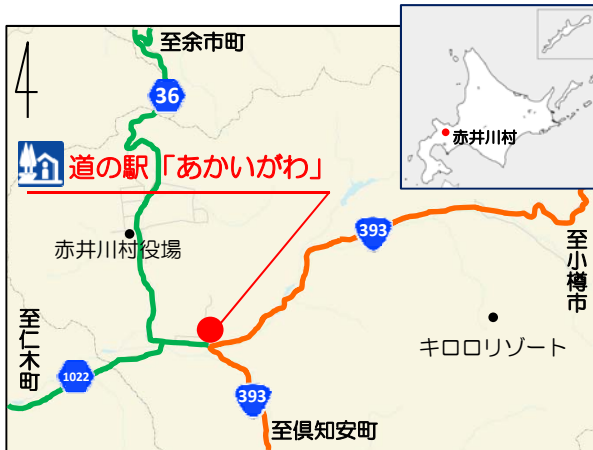 至余市町
4
36
赤井川村
道の駅「あかいがわ」
393
赤井川村役場
至小樽市
至仁木町
キロロリゾート
1022
393
至倶知安町